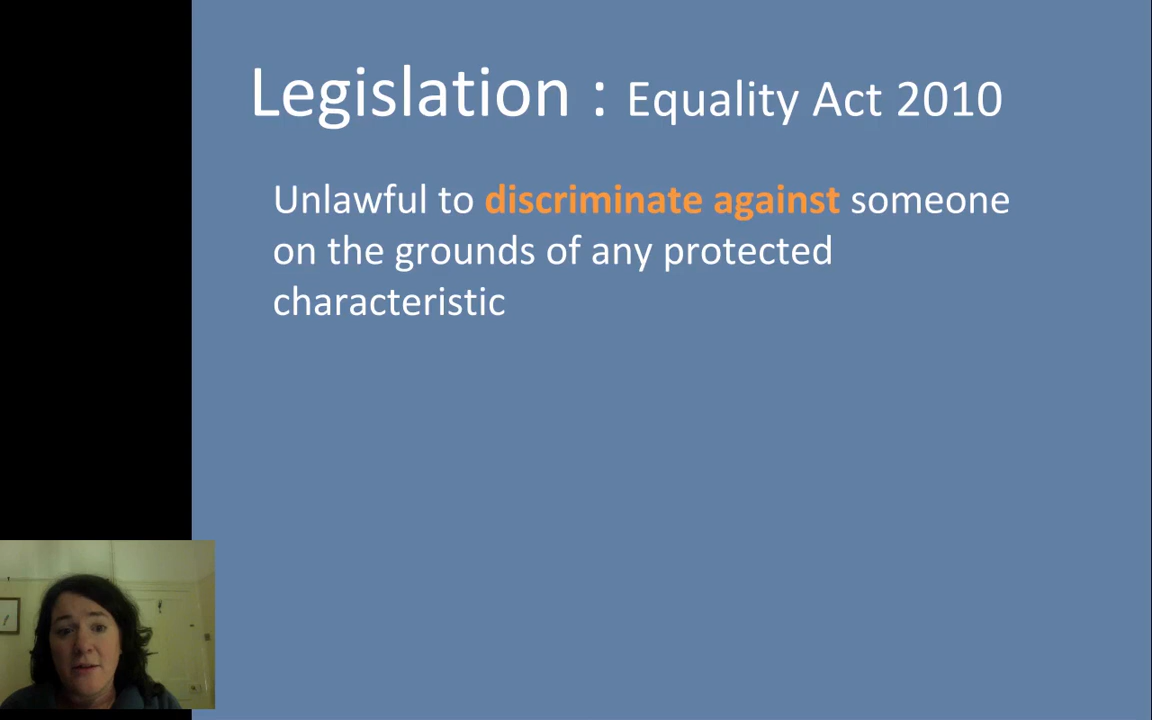 Legislation : Equality Act 2010
Unlawful to discriminate against someone
on the grounds of any protected
characteristic